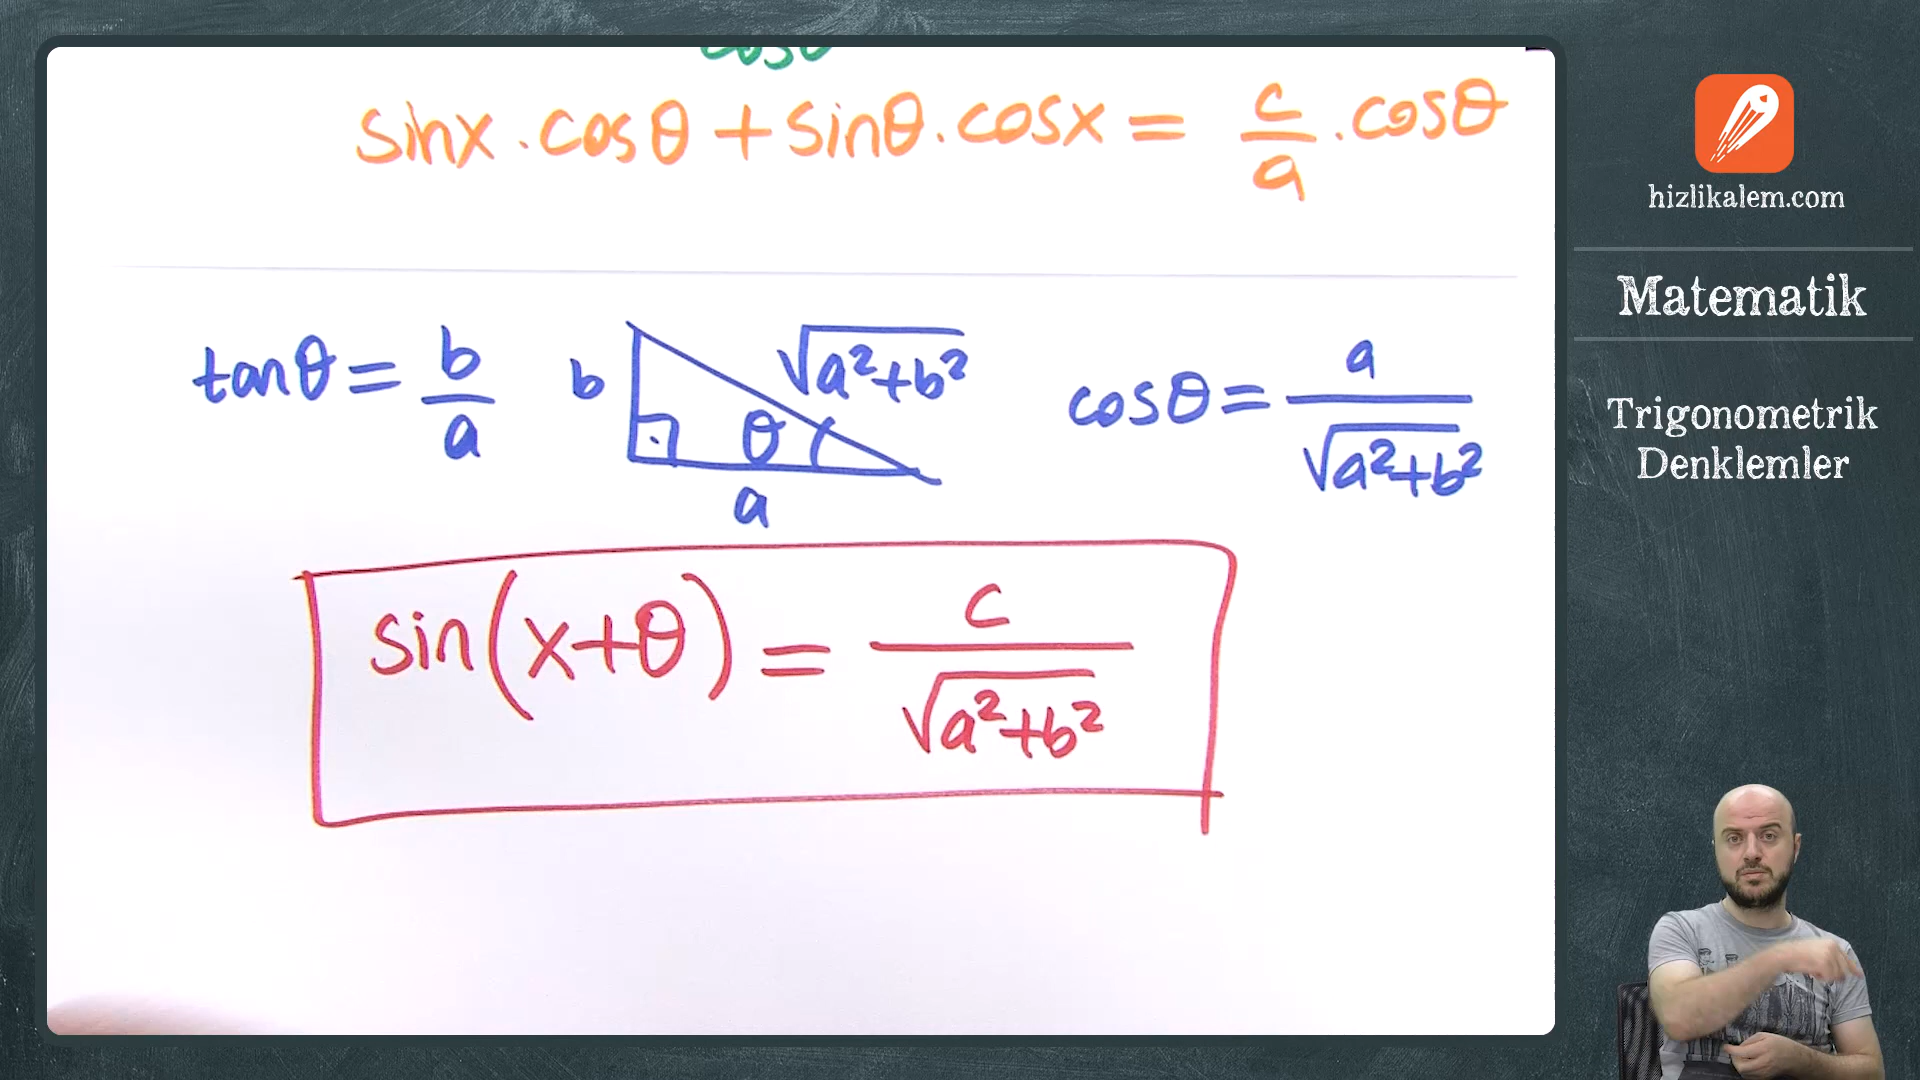 cosθ
sinx · cosθ + sinθ · cosx = c/a · cosθ
tanθ = b/a
b
√a²+b²
θ
a
cosθ = a/√a²+b²
sin(x+θ) = c/√a²+b²
hizlikalem.com
Matematik
Trigonometrik
Denklemler